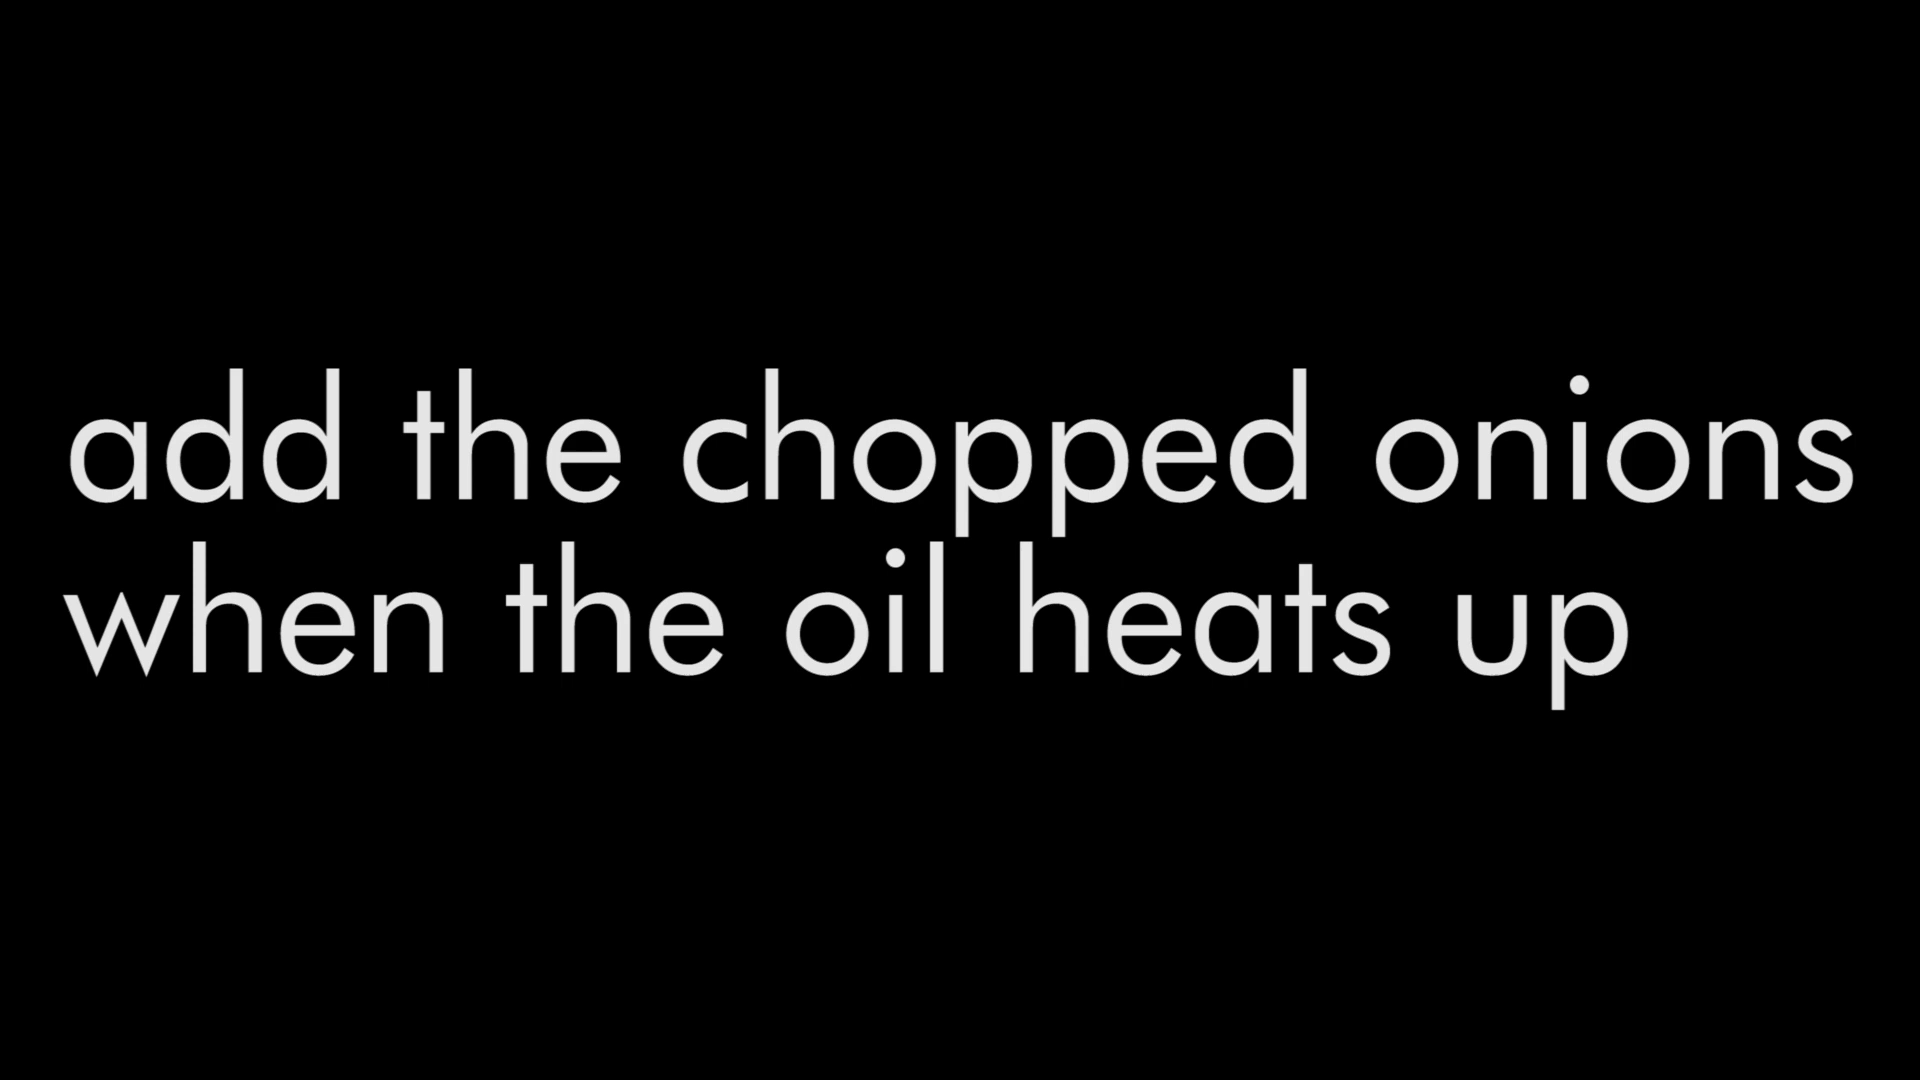 add the chopped onions
when the oil heats up